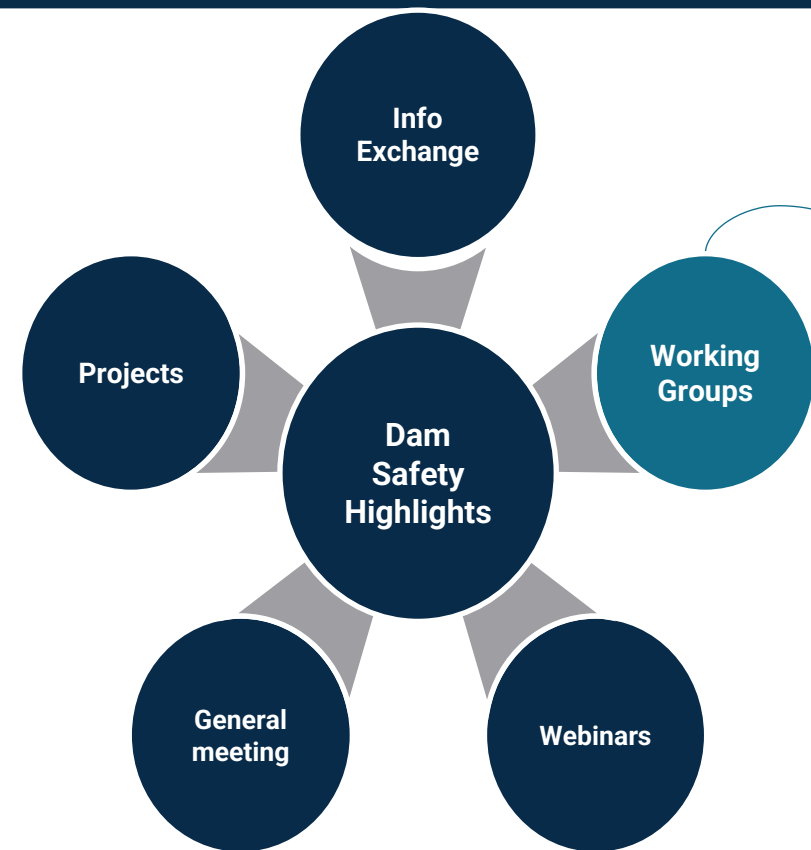 Info
Exchange
Projects
Working
Groups
Dam
Safety
Highlights
General
meeting
Webinars